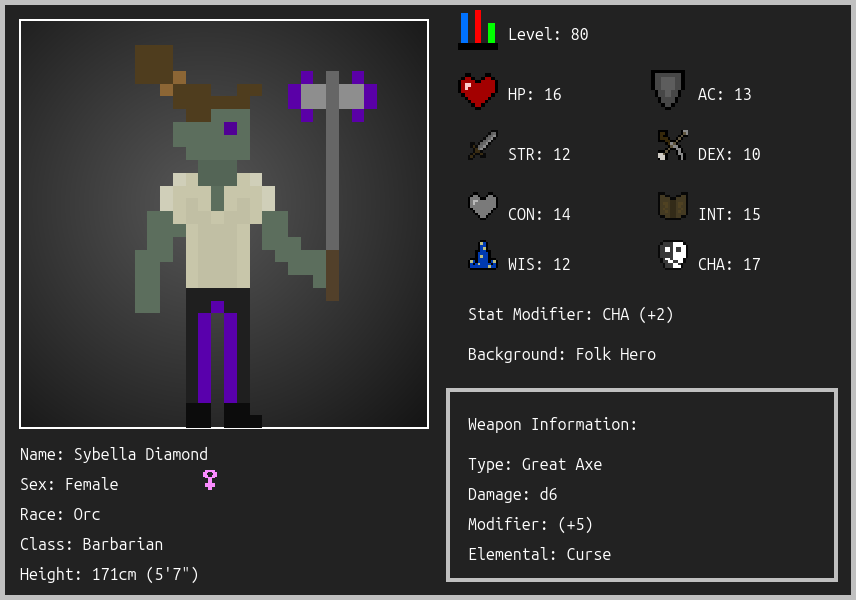 Level: 80
HP: 16
AC: 13
STR: 12
DEX: 10
CON: 14
INT: 15
WIS: 12
CHA: 17
Stat Modifier: CHA (+2)
Background: Folk Hero
Weapon Information:
Type: Great Axe
Damage: d6
Modifier: (+5)
Elemental: Curse
Name: Sybella Diamond
Sex: Female
Race: Orc
Class: Barbarian
Height: 171cm (5'7")